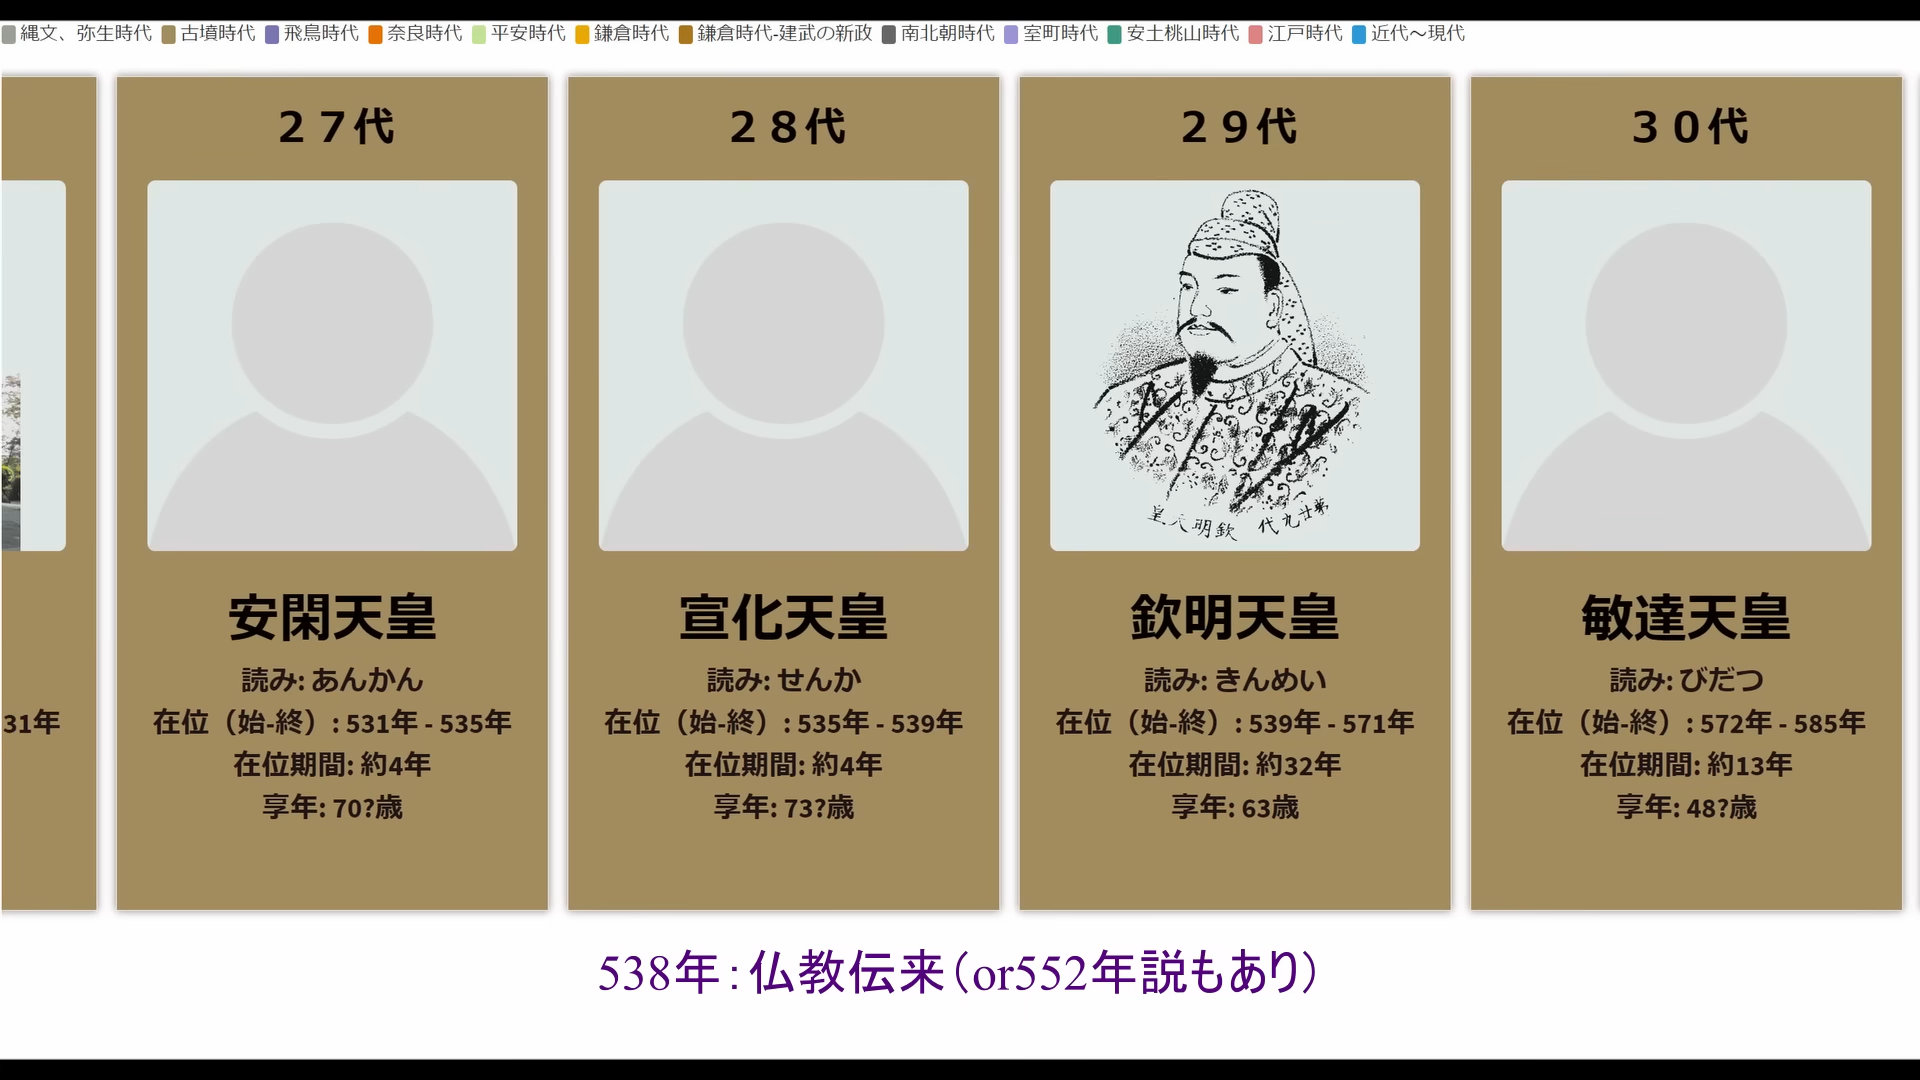 縄文、弥生時代 古墳時代 飛鳥時代 奈良時代 平安時代 鎌倉時代 鎌倉時代-建武の新政 南北朝時代 室町時代 安土桃山時代 江戸時代 近代～現代
31年
２７代
安閑天皇
読み: あんかん
在位（始-終）: 531年 - 535年
在位期間: 約4年
享年: 70?歳
２８代
宣化天皇
読み: せんか
在位（始-終）: 535年 - 539年
在位期間: 約4年
享年: 73?歳
２９代
皇天明欽 代九廿第
欽明天皇
読み: きんめい
在位（始-終）: 539年 - 571年
在位期間: 約32年
享年: 63歳
３０代
敏達天皇
読み: びだつ
在位（始-終）: 572年 - 585年
在位期間: 約13年
享年: 48?歳
538年：仏教伝来（or552年説もあり）